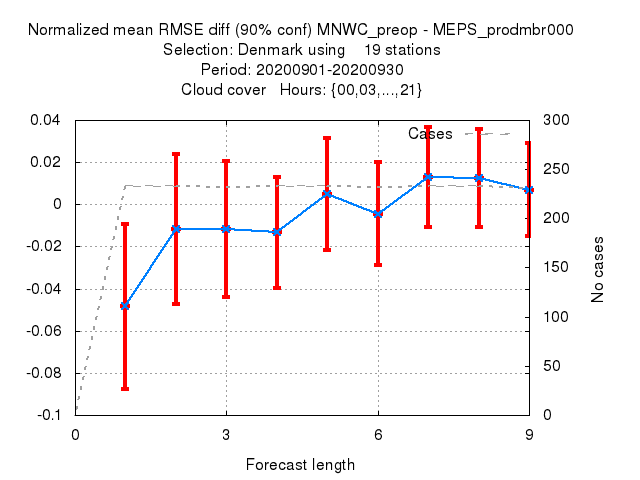 Normalized mean RMSE diff (90% conf) MNWC_preop - MEPS_prodmbr000
Selection: Denmark using    19 stations
Period: 20200901-20200930
Cloud cover   Hours: {00,03,...,21}
Cases
0.04
0.02
0
-0.02
-0.04
-0.06
-0.08
-0.1
300
250
200
150
100
50
0
No cases
0
3
6
9
Forecast length